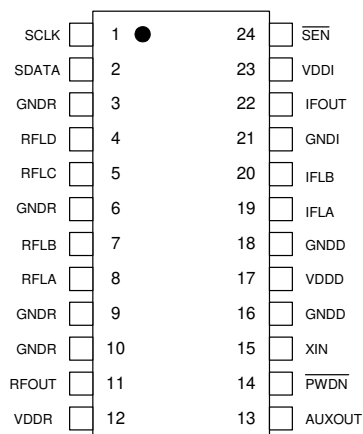 SCLK 1 24 SEN
SDATA 2 23 VDDI
GNDR 3 22 IFOUT
RFLD 4 21 GNDI
RFLC 5 20 IFLB
GNDR 6 19 IFLA
RFLB 7 18 GNDD
RFLA 8 17 VDDD
GNDR 9 16 GNDD
GNDR 10 15 XIN
RFOUT 11 14 PWDN
VDDR 12 13 AUXOUT